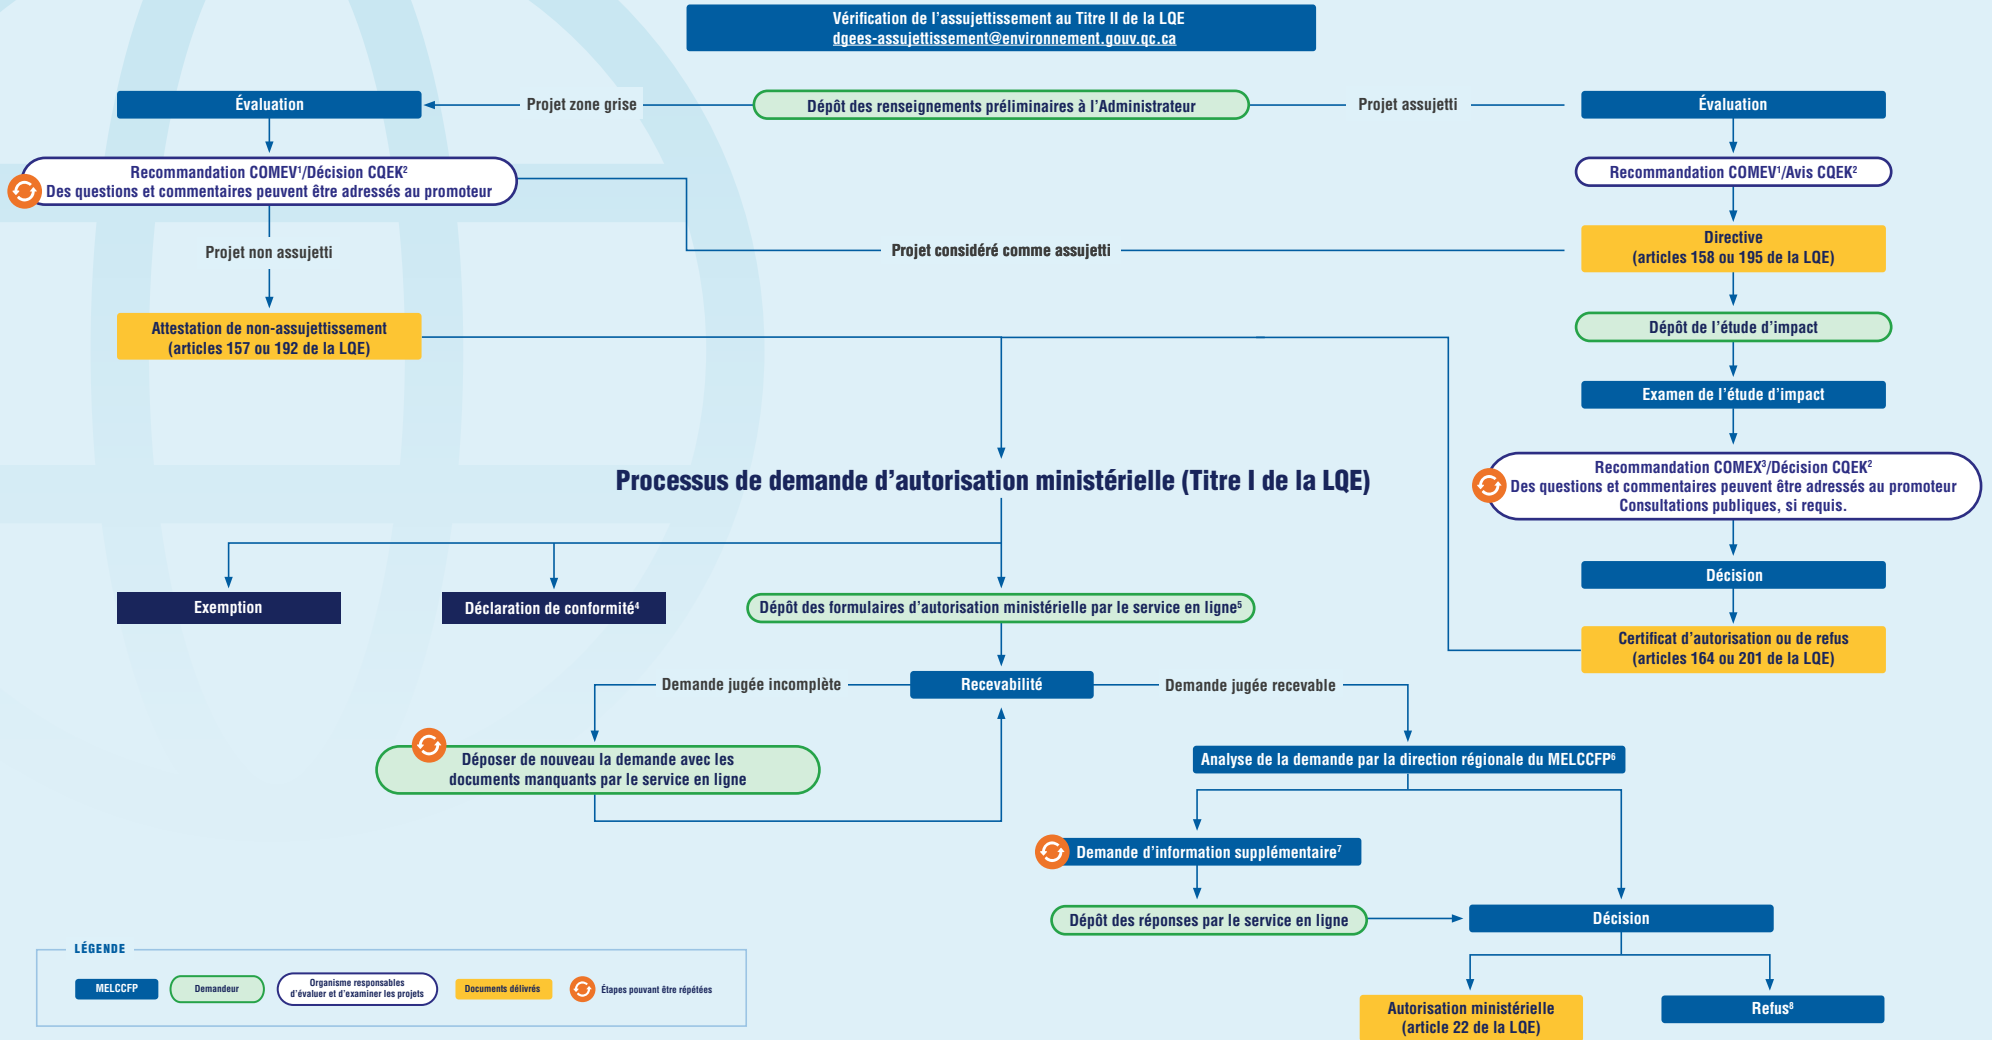 Vérification de l'assujettissement au Titre II de la LQE
dgees-assujettissement@environnement.gouv.qc.ca
Évaluation
Projet zone grise
Dépôt des renseignements préliminaires à l'Administrateur
Projet assujetti
Évaluation
Recommandation COMEV¹/Décision CQEK²
Des questions et commentaires peuvent être adressés au promoteur
Recommandation COMEV¹/Avis CQEK²
Projet non assujetti
Projet considéré comme assujetti
Directive
(articles 158 ou 195 de la LQE)
Attestation de non-assujettissement
(articles 157 ou 192 de la LQE)
Dépôt de l'étude d'impact
Examen de l'étude d'impact
Recommandation COMEX³/Décision CQEK²
Des questions et commentaires peuvent être adressés au promoteur
Consultations publiques, si requis.
Processus de demande d'autorisation ministérielle (Titre I de la LQE)
Décision
Exemption
Déclaration de conformité⁴
Dépôt des formulaires d'autorisation ministérielle par le service en ligne⁵
Certificat d'autorisation ou de refus
(articles 164 ou 201 de la LQE)
Demande jugée incomplète
Recevabilité
Demande jugée recevable
Déposer de nouveau la demande avec les
documents manquants par le service en ligne
Analyse de la demande par la direction régionale du MELCCFP⁶
Demande d'information supplémentaire⁷
Dépôt des réponses par le service en ligne
Décision
Autorisation ministérielle
(article 22 de la LQE)
Refus⁸
LÉGENDE
MELCCFP
Demandeur
Organisme responsables
d'évaluer et d'examiner les projets
Documents délivrés
Étapes pouvant être répétées